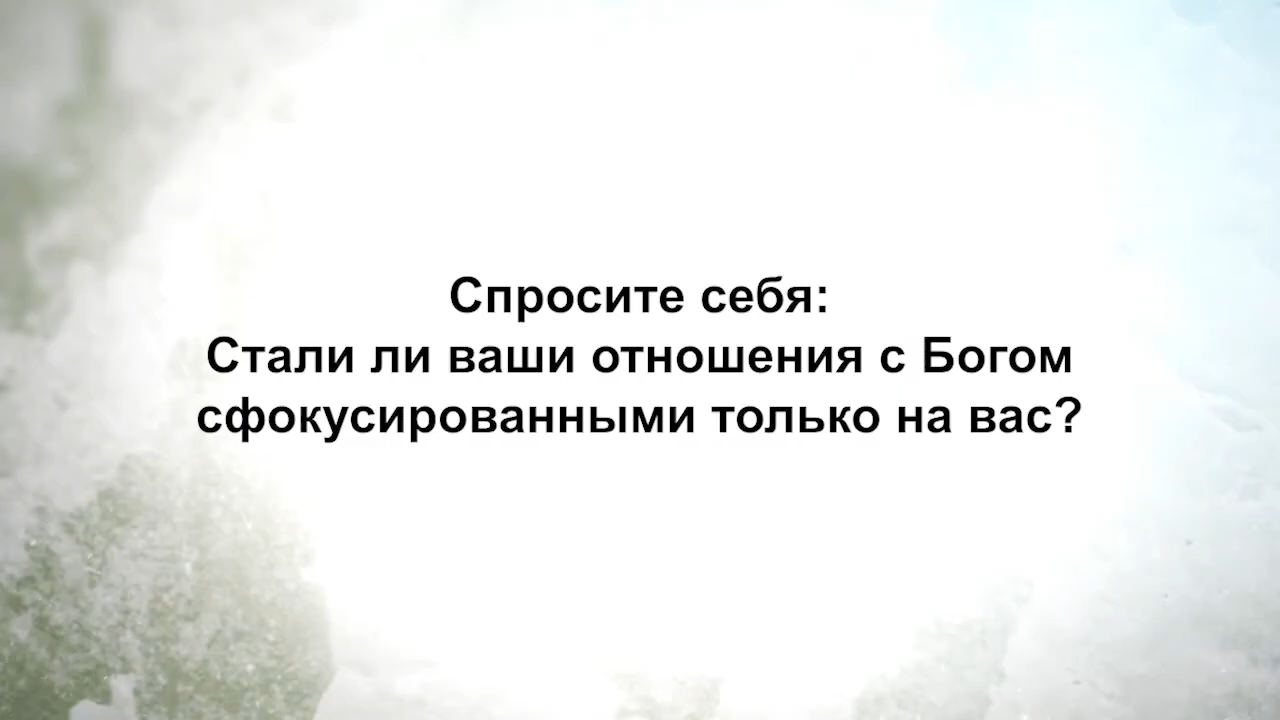 Спросите себя:
Стали ли ваши отношения с Богом
сфокусированными только на вас?